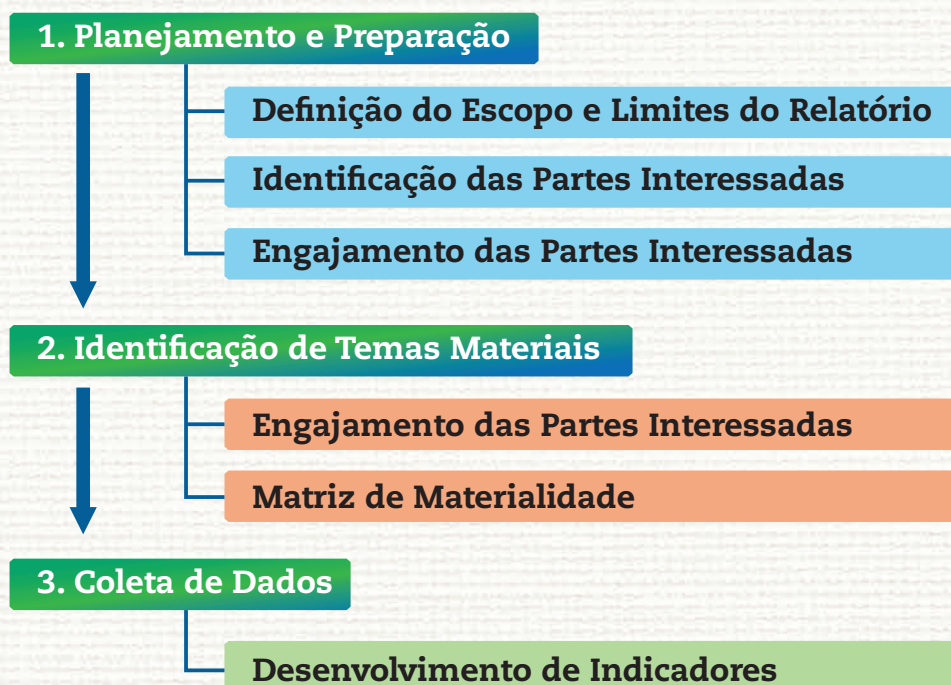 1. Planejamento e Preparação
Definição do Escopo e Limites do Relatório
Identificação das Partes Interessadas
Engajamento das Partes Interessadas
2. Identificação de Temas Materiais
Engajamento das Partes Interessadas
Matriz de Materialidade
3. Coleta de Dados
Desenvolvimento de Indicadores